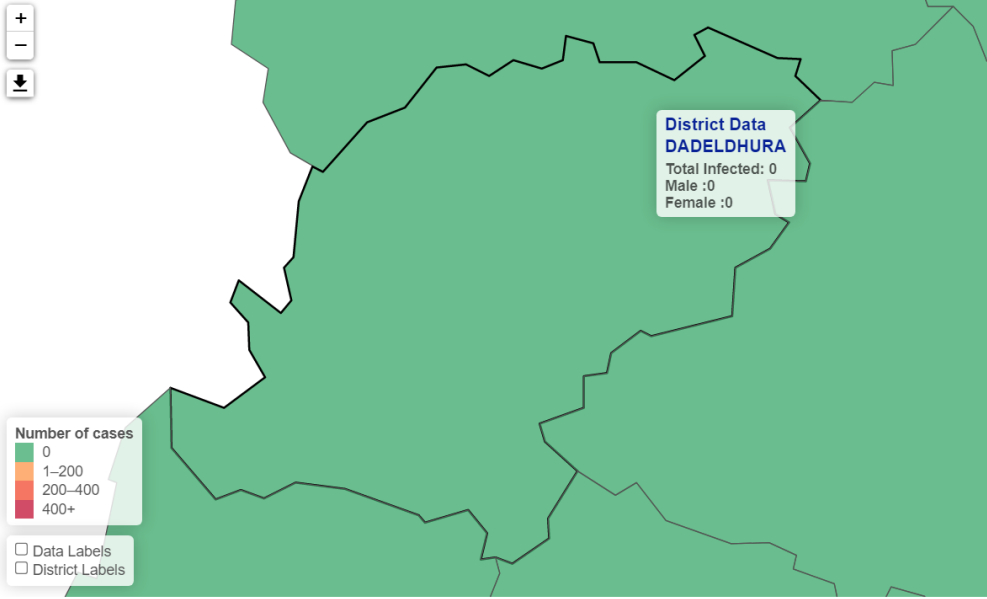 +
−
District Data
DADELDHURA
Total Infected: 0
Male :0
Female :0
Number of cases
0
1–200
200–400
400+
Data Labels
District Labels